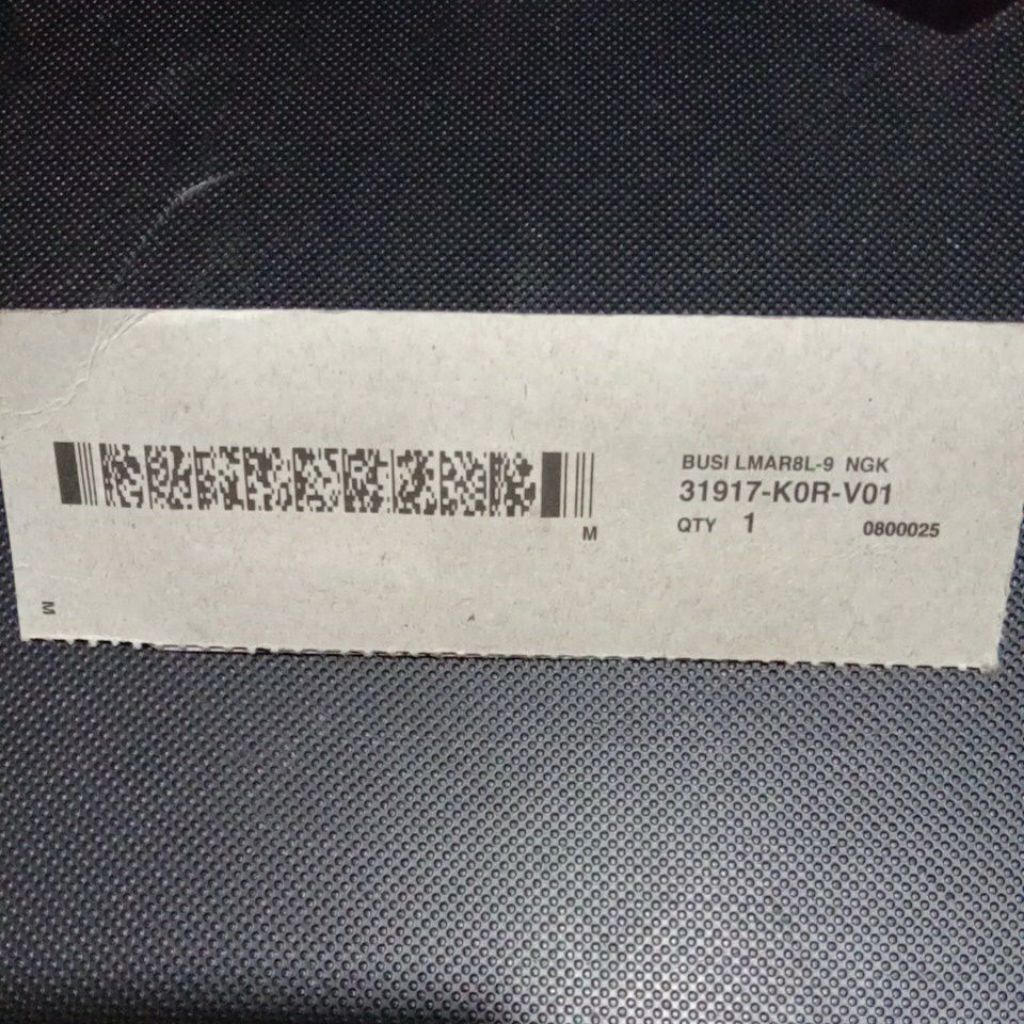 BUSI LMAR8L-9 NGK
31917-K0R-V01
QTY 1 0800025
M
M